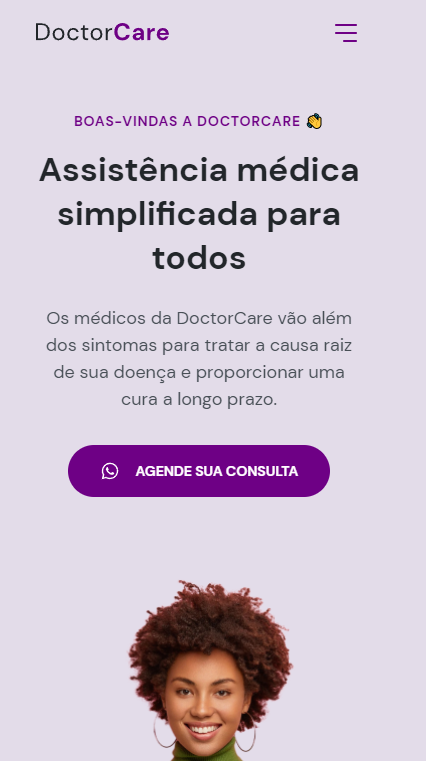 DoctorCare
BOAS-VINDAS A DOCTORCARE 👋
Assistência médica
simplificada para
todos
Os médicos da DoctorCare vão além
dos sintomas para tratar a causa raiz
de sua doença e proporcionar uma
cura a longo prazo.
AGENDE SUA CONSULTA